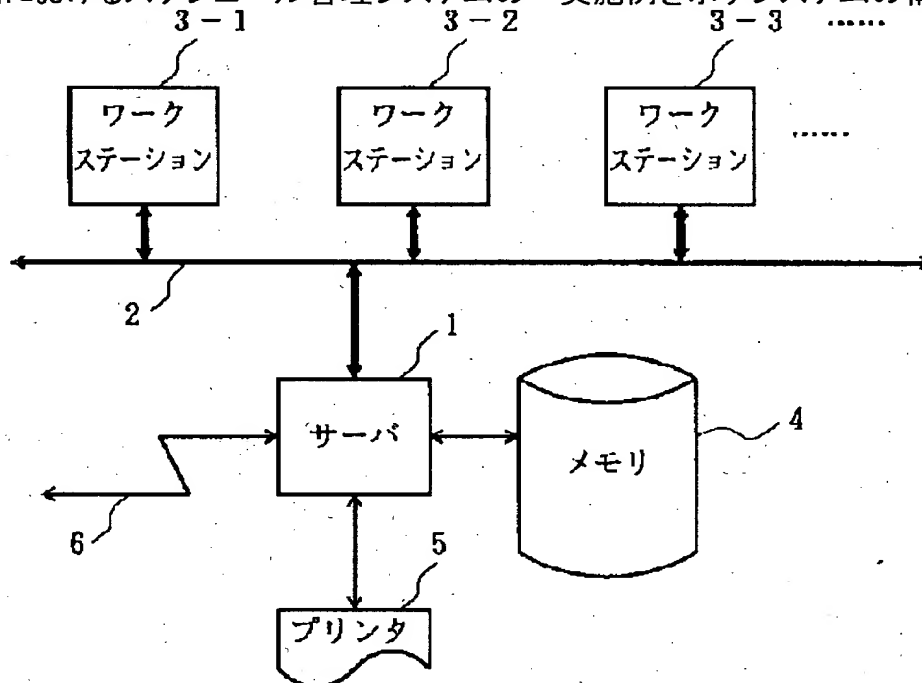 3-1 3-2 3-3 ……
ワーク ワーク ワーク
ステーション ステーション ステーション ……
2
1
サーバ
メモリ
4
6
5
プリンタ